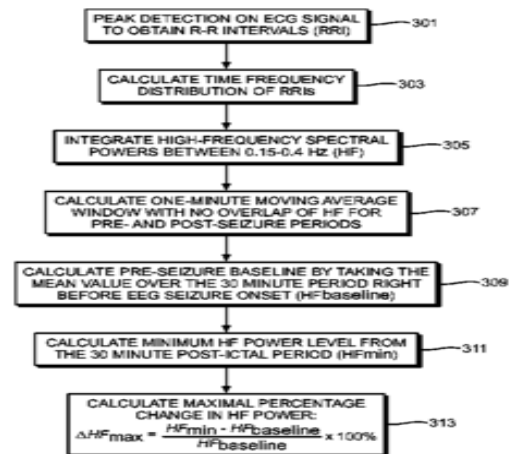 PEAK DETECTION ON ECG SIGNAL
TO OBTAIN R-R INTERVALS (RRI)
301
CALCULATE TIME FREQUENCY
DISTRIBUTION OF RRIs
303
INTEGRATE HIGH-FREQUENCY SPECTRAL
POWERS BETWEEN 0.15-0.4 Hz (HF)
305
CALCULATE ONE-MINUTE MOVING AVERAGE
WINDOW WITH NO OVERLAP OF HF FOR
PRE- AND POST-SEIZURE PERIODS
307
CALCULATE PRE-SEIZURE BASELINE BY TAKING THE
MEAN VALUE OVER THE 30 MINUTE PERIOD RIGHT
BEFORE EEG SEIZURE ONSET (HFbaseline)
309
CALCULATE MINIMUM HF POWER LEVEL FROM
THE 30 MINUTE POST-ICTAL PERIOD (HFmin)
311
CALCULATE MAXIMAL PERCENTAGE
CHANGE IN HF POWER:
ΔHFmax = HFmin - HFbaseline / HFbaseline x 100%
313